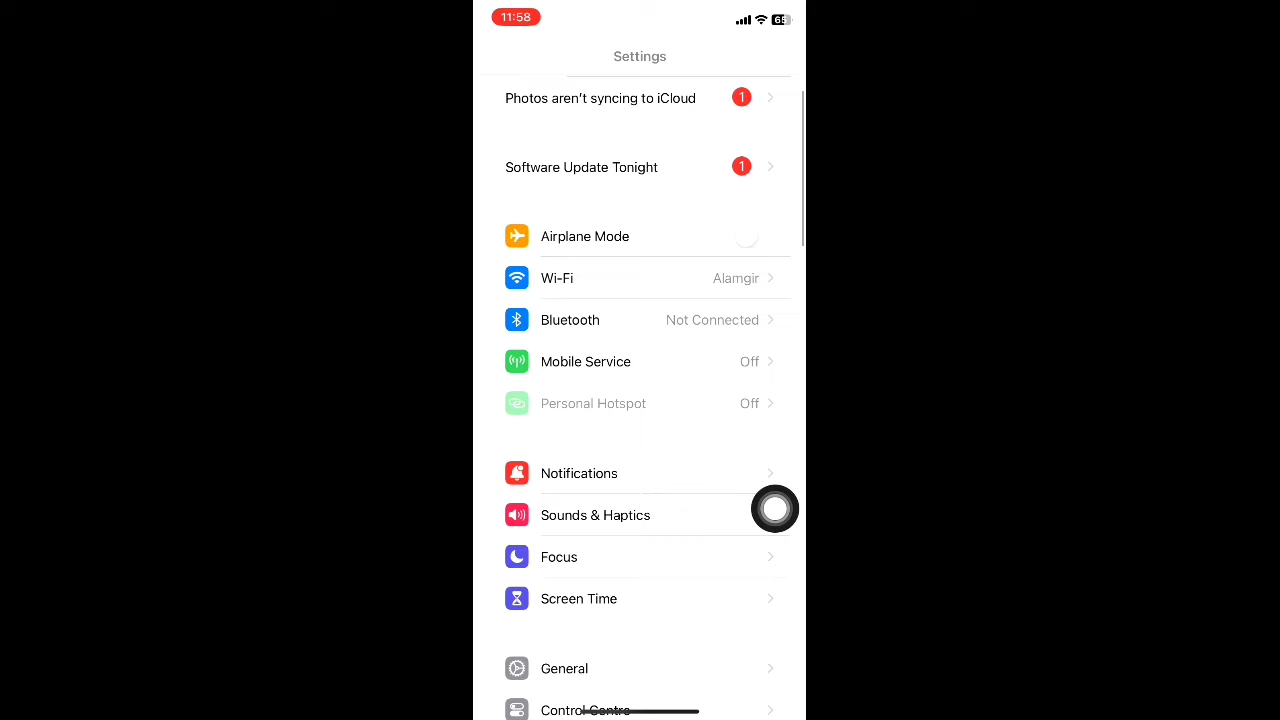 11:58
65
Settings
Photos aren't syncing to iCloud 1
Software Update Tonight 1
Airplane Mode
Wi-Fi Alamgir
Bluetooth Not Connected
Mobile Service Off
Personal Hotspot Off
Notifications
Sounds & Haptics
Focus
Screen Time
General
Control Centre